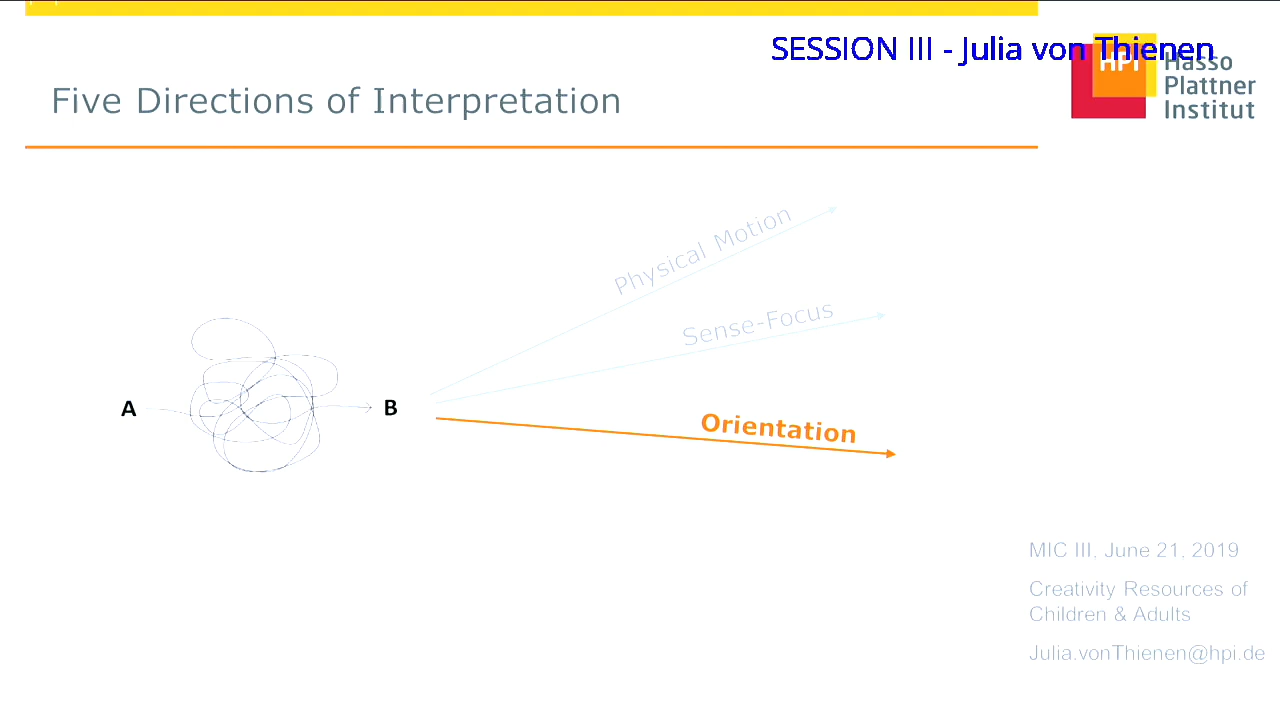 SESSION III - Julia von Thienen
HPI
Hasso
Plattner
Institut
Five Directions of Interpretation
Physical Motion
Sense-Focus
Orientation
A
B
MIC III, June 21, 2019
Creativity Resources of
Children & Adults
Julia.vonThienen@hpi.de